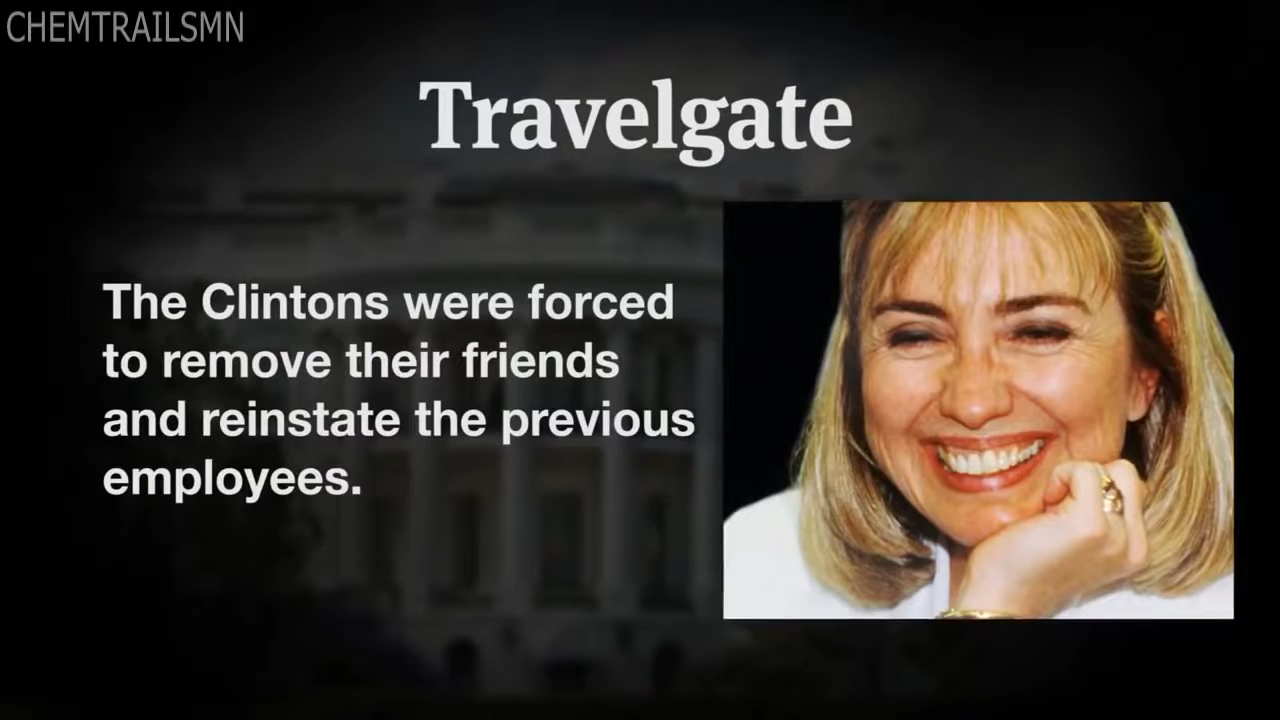 CHEMTRAILSMN
Travelgate
The Clintons were forced
to remove their friends
and reinstate the previous
employees.